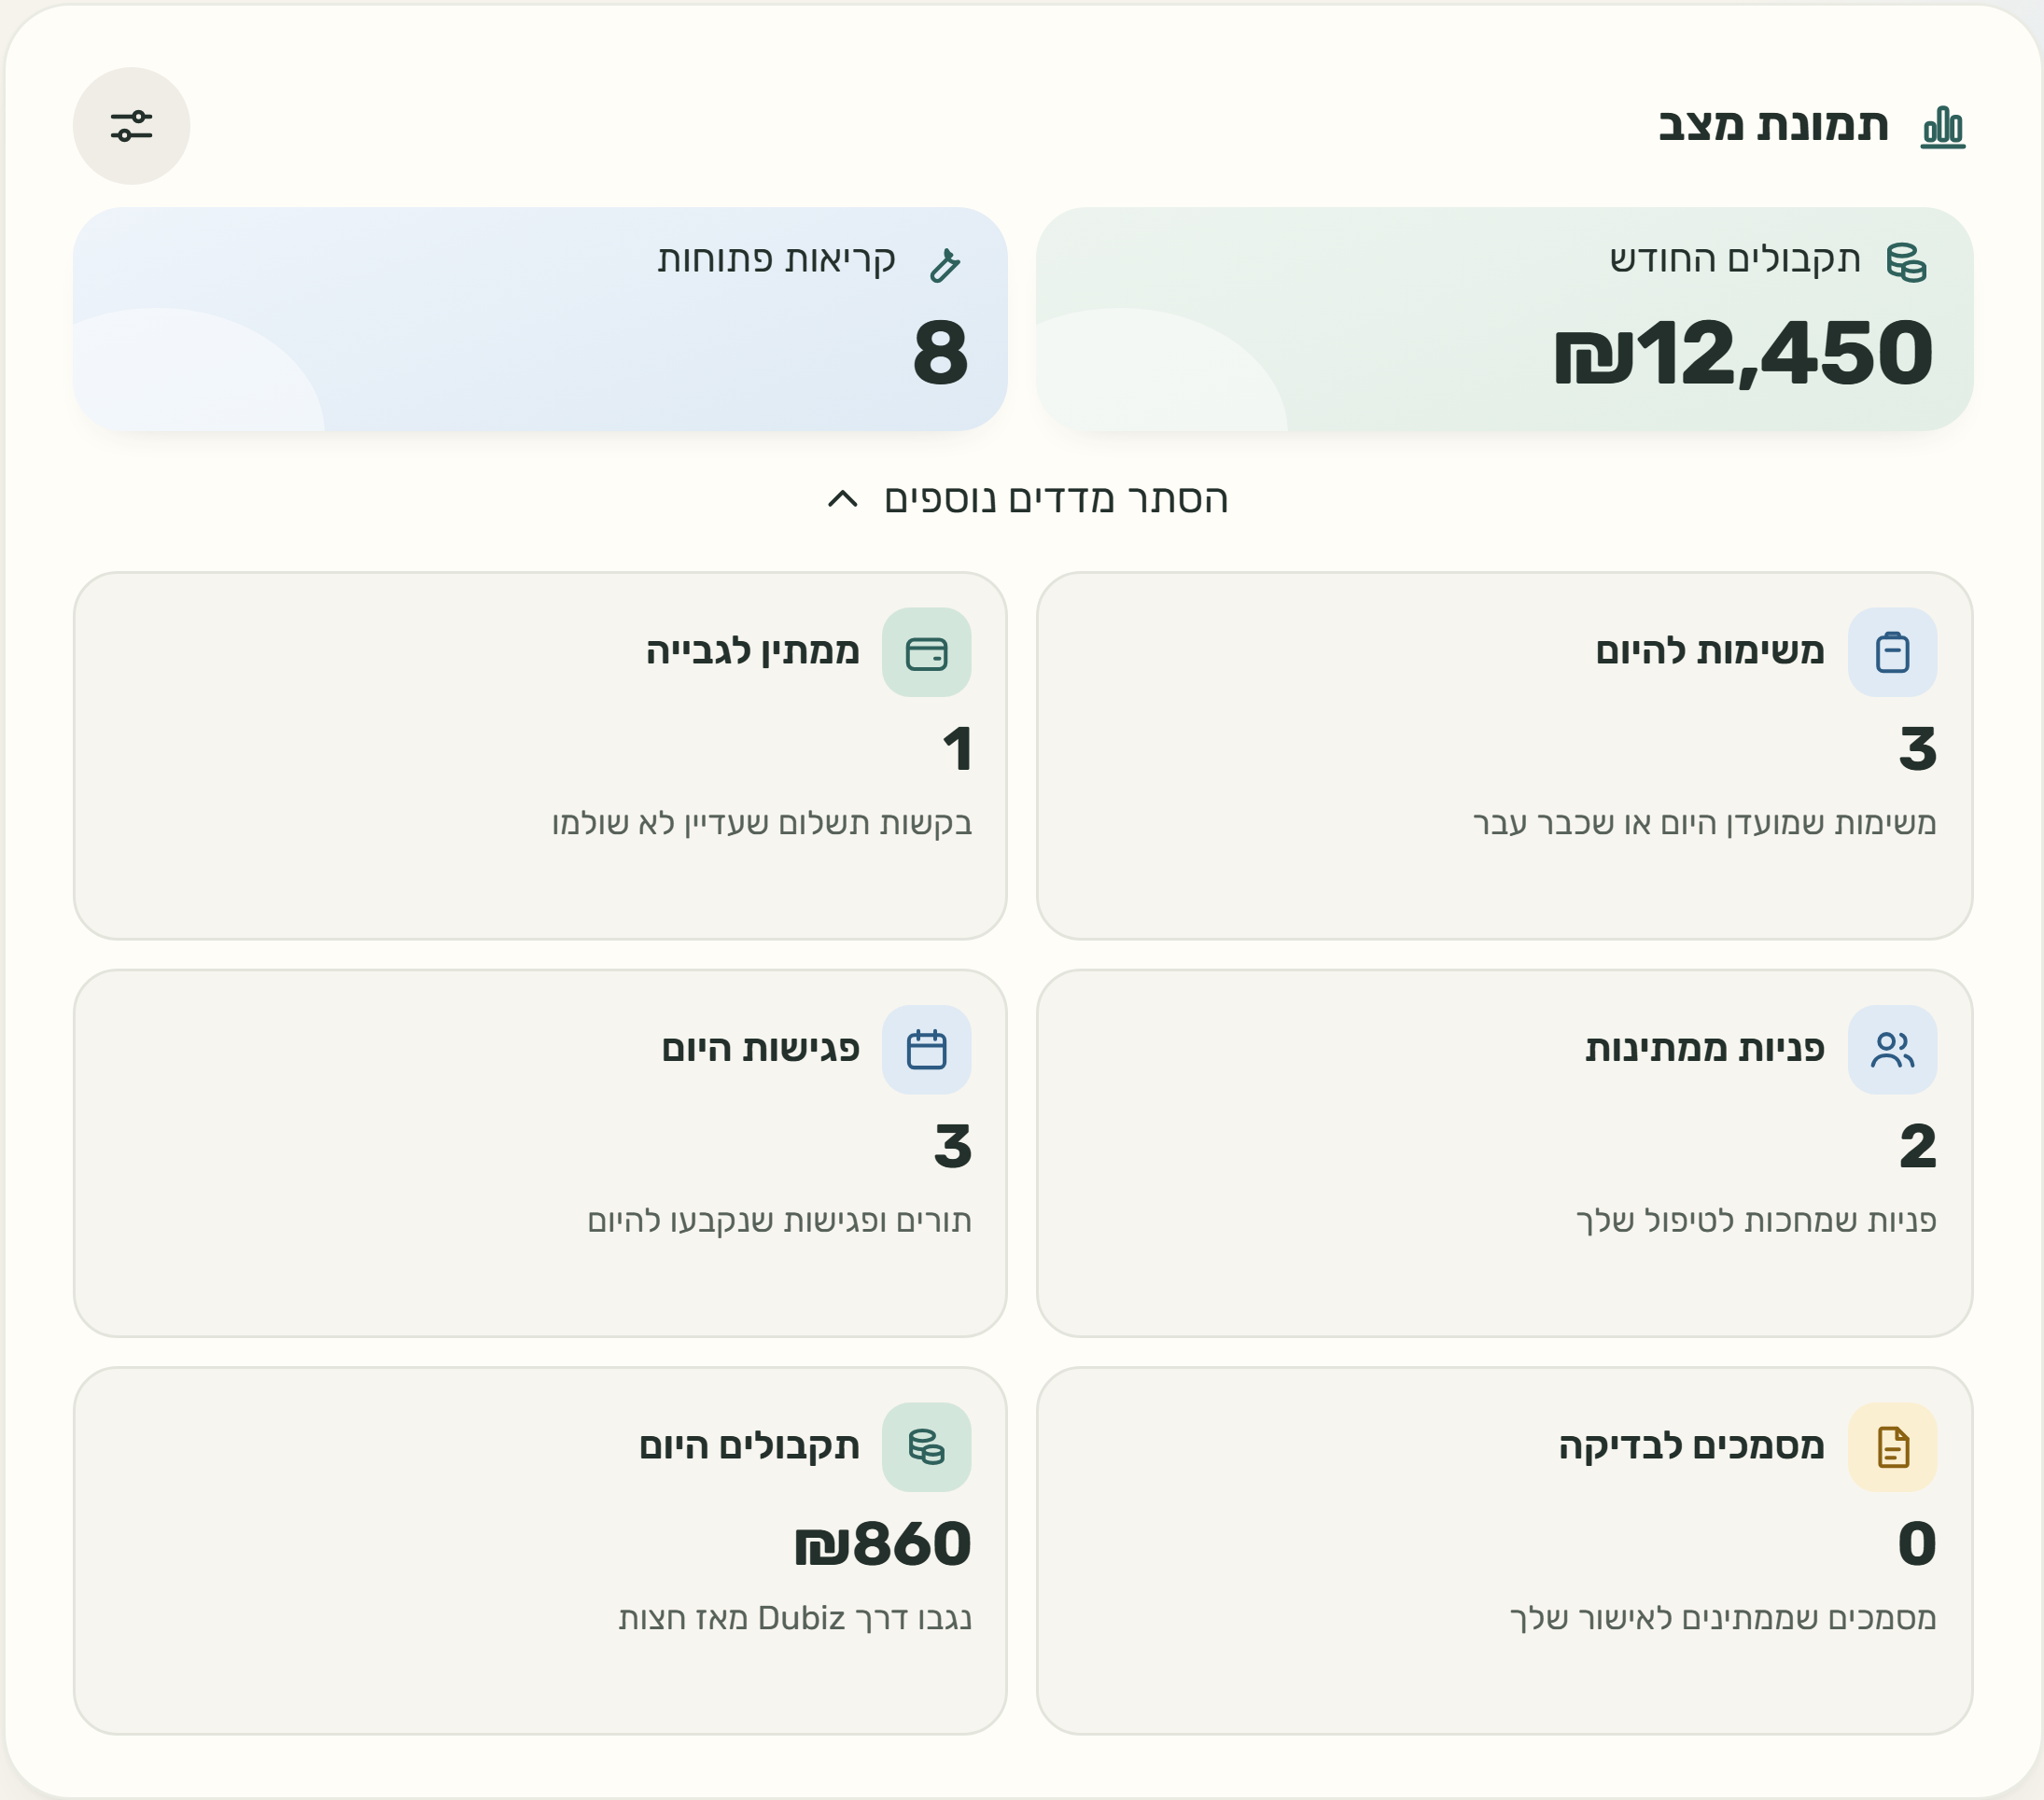 תמונת מצב
תקבולים החודש
₪12,450
קריאות פתוחות
8
הסתר מדדים נוספים
משימות להיום
3
משימות שמועדן היום או שכבר עבר
ממתין לגבייה
1
בקשות תשלום שעדיין לא שולמו
פניות ממתינות
2
פניות שמחכות לטיפול שלך
פגישות היום
3
תורים ופגישות שנקבעו להיום
מסמכים לבדיקה
0
מסמכים שממתינים לאישור שלך
תקבולים היום
₪860
נגבו דרך Dubiz מאז חצות